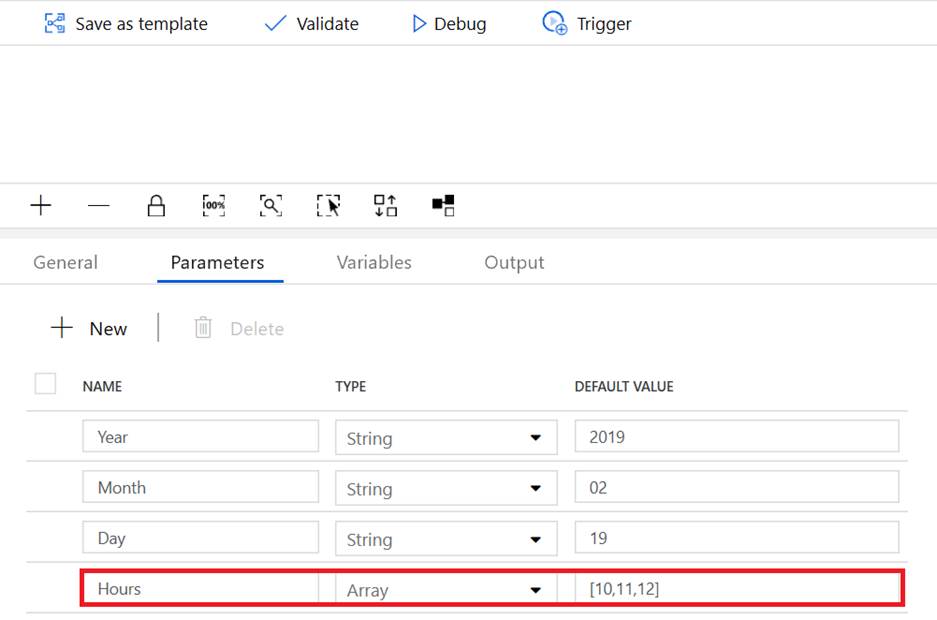 Save as template Validate Debug Trigger
100%
General Parameters Variables Output
New Delete
NAME TYPE DEFAULT VALUE
Year String 2019
Month String 02
Day String 19
Hours Array [10,11,12]